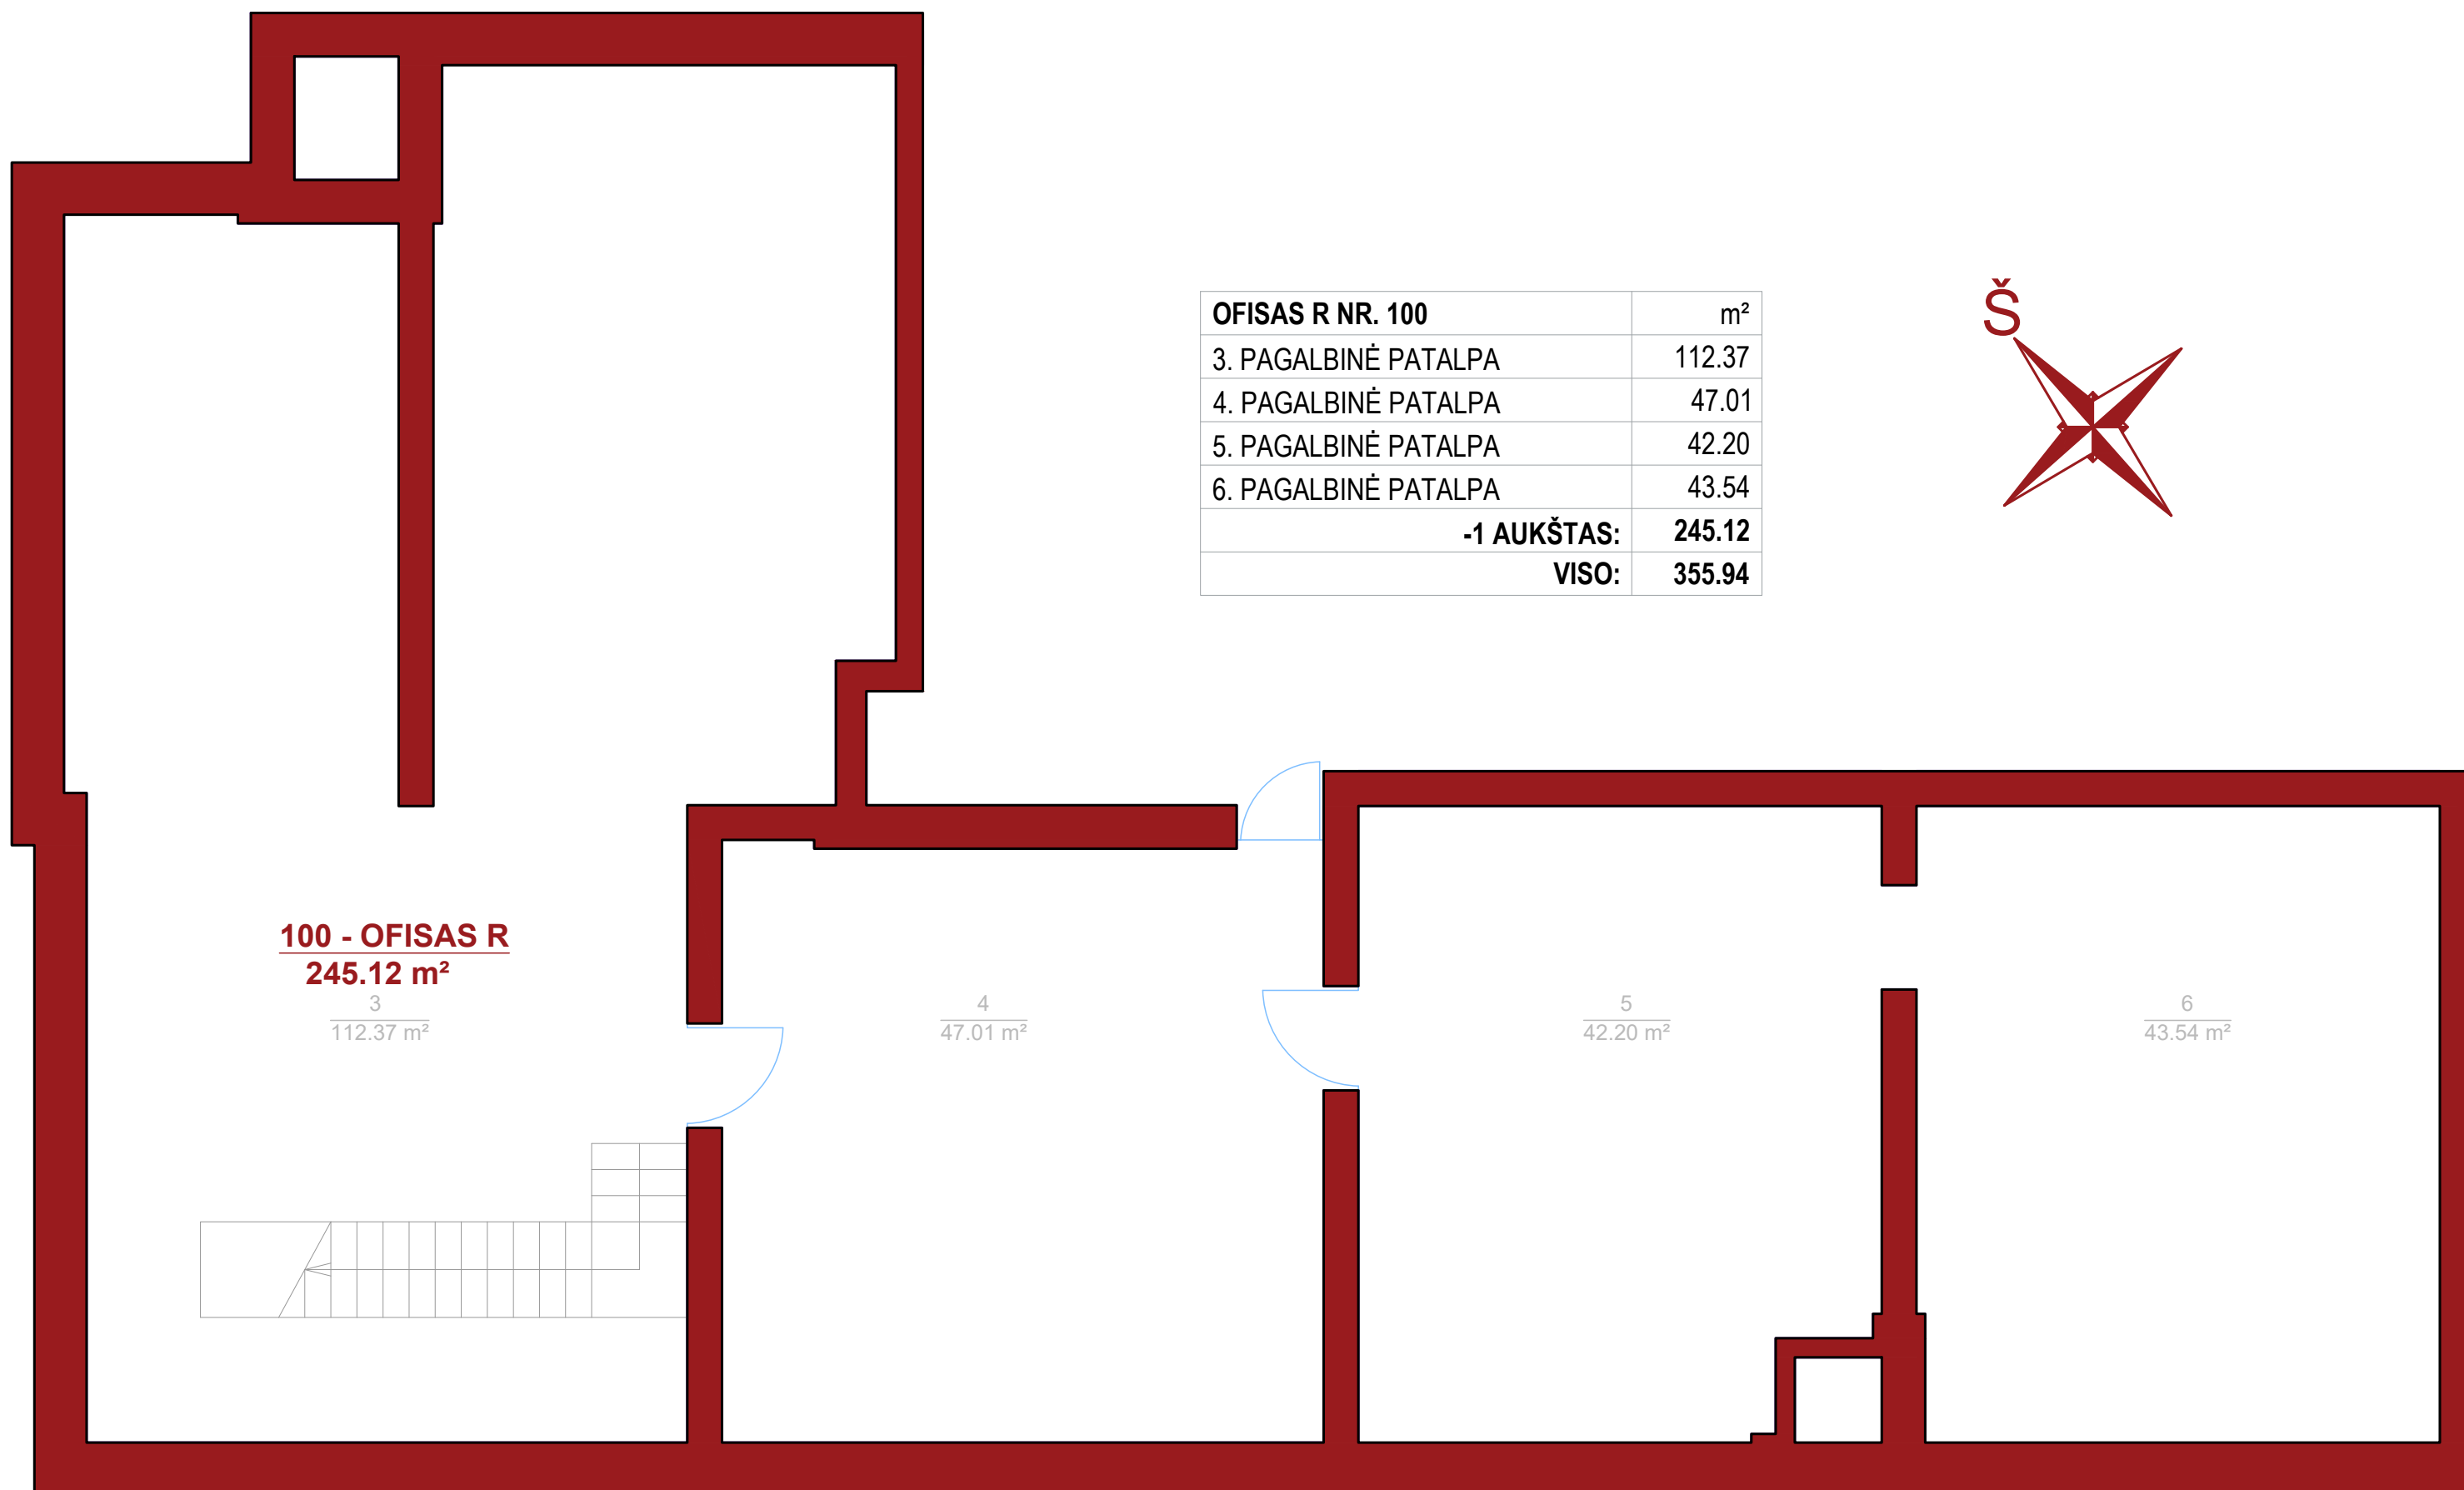 OFISAS R NR. 100 m²
3. PAGALBINĖ PATALPA 112.37
4. PAGALBINĖ PATALPA 47.01
5. PAGALBINĖ PATALPA 42.20
6. PAGALBINĖ PATALPA 43.54
-1 AUKŠTAS: 245.12
VISO: 355.94
Š
100 - OFISAS R
245.12 m²
3
112.37 m²
4
47.01 m²
5
42.20 m²
6
43.54 m²